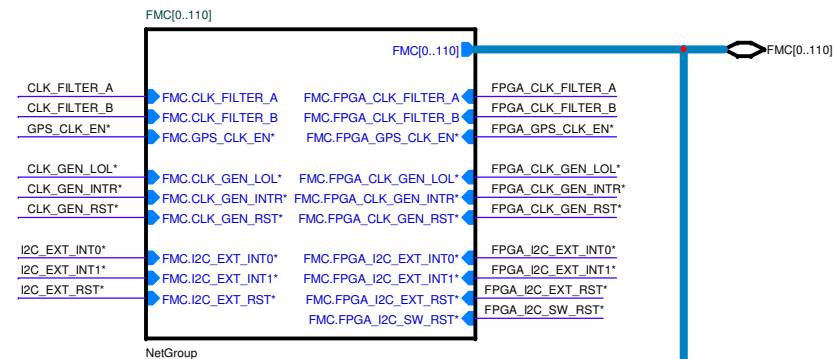 FMC[0..110]
FMC[0..110] FMC[0..110]
CLK_FILTER_A FMC.CLK_FILTER_A FMC.FPGA_CLK_FILTER_A FPGA_CLK_FILTER_A
CLK_FILTER_B FMC.CLK_FILTER_B FMC.FPGA_CLK_FILTER_B FPGA_CLK_FILTER_B
GPS_CLK_EN* FMC.GPS_CLK_EN* FMC.FPGA_GPS_CLK_EN* FPGA_GPS_CLK_EN*
CLK_GEN_LOL* FMC.CLK_GEN_LOL* FMC.FPGA_CLK_GEN_LOL* FPGA_CLK_GEN_LOL*
CLK_GEN_INTR* FMC.CLK_GEN_INTR* FMC.FPGA_CLK_GEN_INTR* FPGA_CLK_GEN_INTR*
CLK_GEN_RST* FMC.CLK_GEN_RST* FMC.FPGA_CLK_GEN_RST* FPGA_CLK_GEN_RST*
I2C_EXT_INT0* FMC.I2C_EXT_INT0* FMC.FPGA_I2C_EXT_INT0* FPGA_I2C_EXT_INT0*
I2C_EXT_INT1* FMC.I2C_EXT_INT1* FMC.FPGA_I2C_EXT_INT1* FPGA_I2C_EXT_INT1*
I2C_EXT_RST* FMC.I2C_EXT_RST* FMC.FPGA_I2C_EXT_RST* FPGA_I2C_EXT_RST*
FMC.FPGA_I2C_SW_RST* FPGA_I2C_SW_RST*
NetGroup